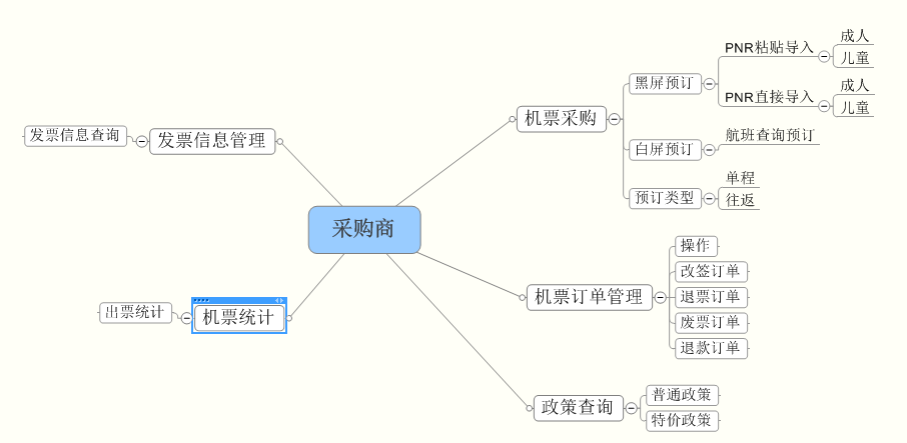 采购商
机票采购
黑屏预订
PNR粘贴导入
成人
儿童
PNR直接导入
成人
儿童
白屏预订
航班查询预订
预订类型
单程
往返
机票订单管理
操作
改签订单
退票订单
废票订单
退款订单
政策查询
普通政策
特价政策
发票信息管理
发票信息查询
机票统计
出票统计